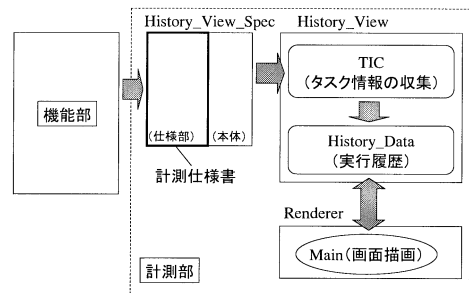 History_View_Spec
History_View
機能部
TIC
(タスク情報の収集)
(仕様部)
(本体)
History_Data
(実行履歴)
計測仕様書
Renderer
Main(画面描画)
計測部